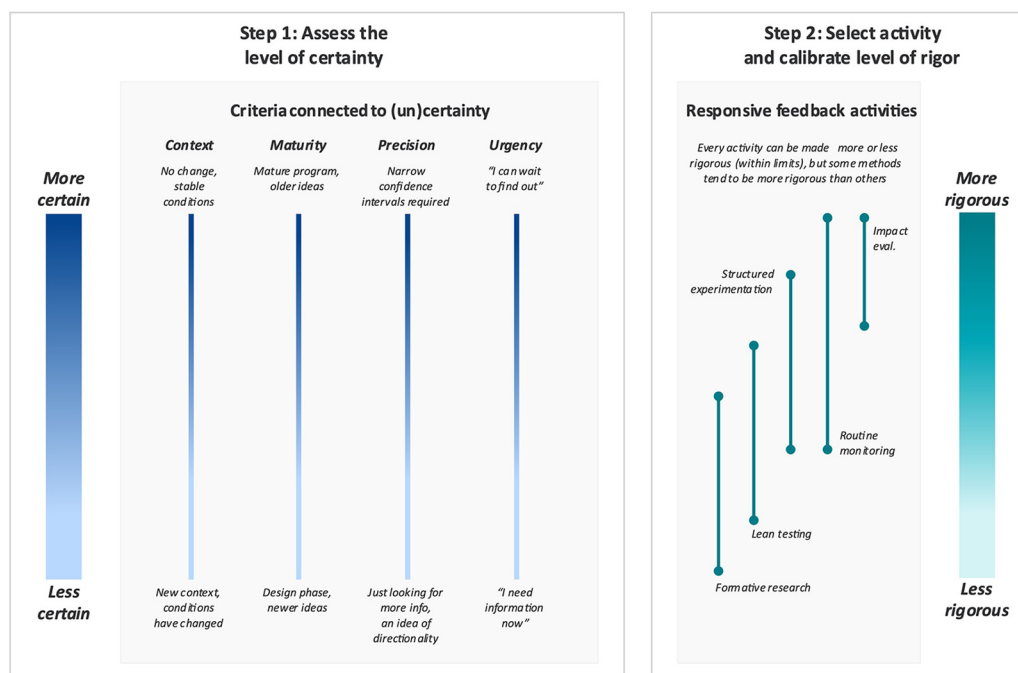 Step 1: Assess the
level of certainty
Criteria connected to (un)certainty
Context
No change,
stable
conditions
Maturity
Mature program,
older ideas
Precision
Narrow
confidence
intervals required
Urgency
“I can wait
to find out”
More
certain
Less
certain
New context,
conditions
have changed
Design phase,
newer ideas
Just looking for
more info,
an idea of
directionality
“I need
information
now”
Step 2: Select activity
and calibrate level of rigor
Responsive feedback activities
Every activity can be made more or less
rigorous (within limits), but some methods
tend to be more rigorous than others
More
rigorous
Impact
eval.
Structured
experimentation
Routine
monitoring
Lean testing
Formative research
Less
rigorous